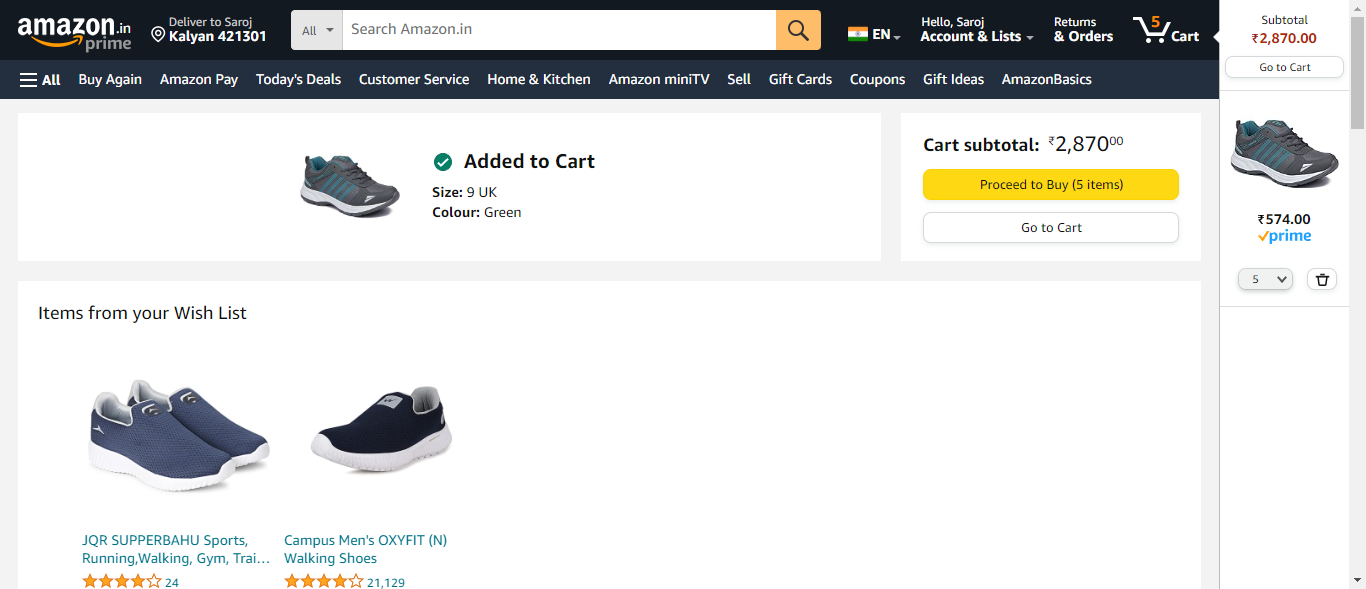 amazon.in
prime
Deliver to Saroj
Kalyan 421301
All
Search Amazon.in
EN
Hello, Saroj
Account & Lists
Returns
& Orders
5
Cart
All
Buy Again
Amazon Pay
Today's Deals
Customer Service
Home & Kitchen
Amazon miniTV
Sell
Gift Cards
Coupons
Gift Ideas
AmazonBasics
Added to Cart
Size: 9 UK
Colour: Green
Cart subtotal: ₹2,87000
Proceed to Buy (5 items)
Go to Cart
Items from your Wish List
JQR SUPPERBAHU Sports,
Running,Walking, Gym, Trai...
24
Campus Men's OXYFIT (N)
Walking Shoes
21,129
Subtotal
₹2,870.00
Go to Cart
₹574.00
prime
5